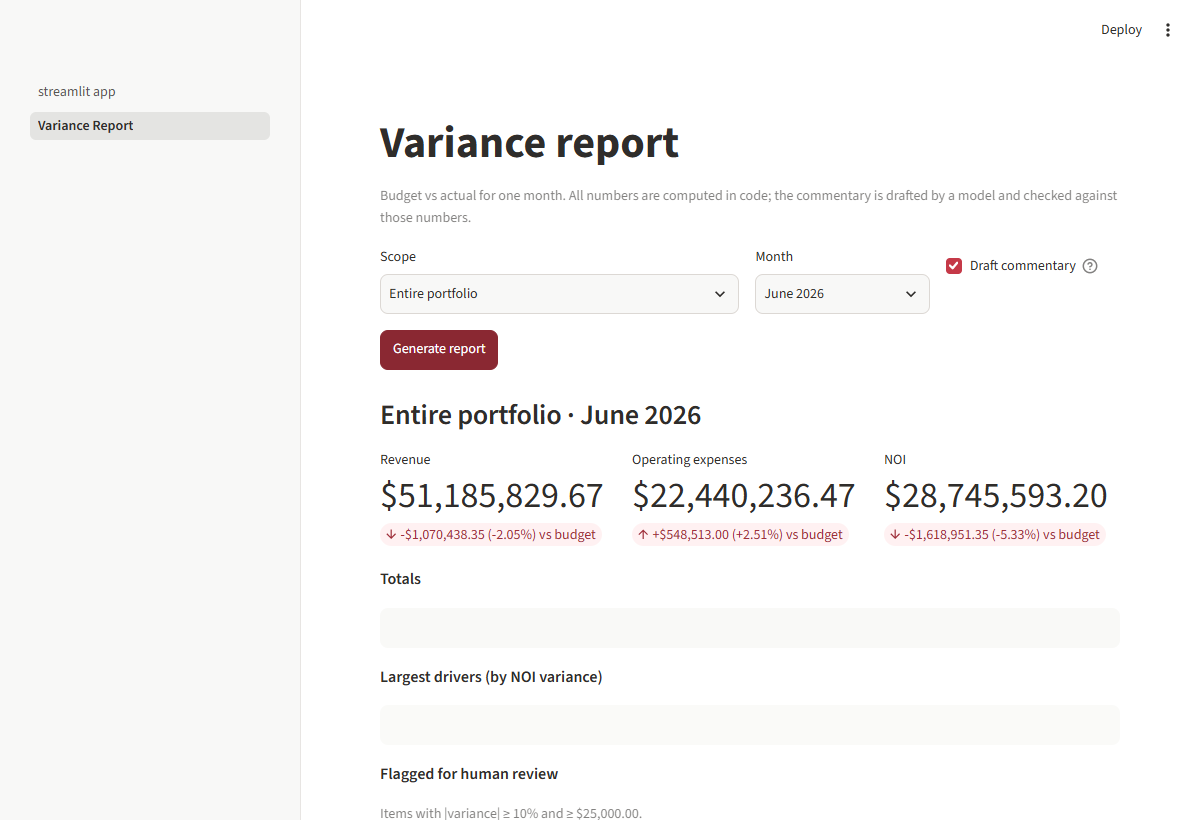 Deploy
streamlit app
Variance Report
Variance report
Budget vs actual for one month. All numbers are computed in code; the commentary is drafted by a model and checked against
those numbers.
Scope
Month
Draft commentary
Entire portfolio
June 2026
Generate report
Entire portfolio · June 2026
Revenue
Operating expenses
NOI
$51,185,829.67
$22,440,236.47
$28,745,593.20
↓ -$1,070,438.35 (-2.05%) vs budget
↑ +$548,513.00 (+2.51%) vs budget
↓ -$1,618,951.35 (-5.33%) vs budget
Totals
Largest drivers (by NOI variance)
Flagged for human review
Items with |variance| ≥ 10% and ≥ $25,000.00.